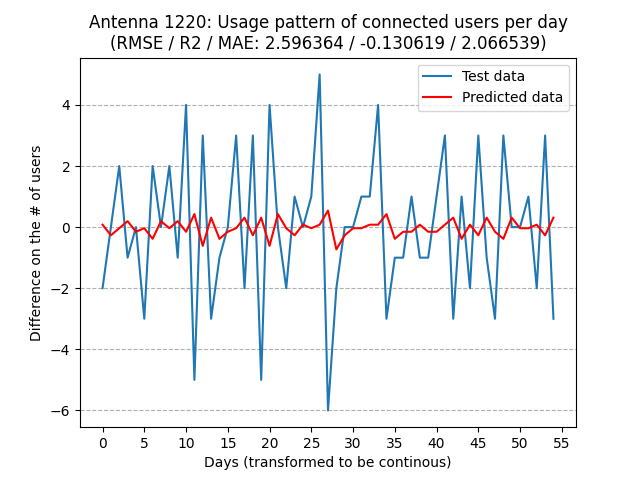 Antenna 1220: Usage pattern of connected users per day
(RMSE / R2 / MAE: 2.596364 / -0.130619 / 2.066539)
Test data
Predicted data
Difference on the # of users
4
2
0
−2
−4
−6
0 5 10 15 20 25 30 35 40 45 50 55
Days (transformed to be continous)